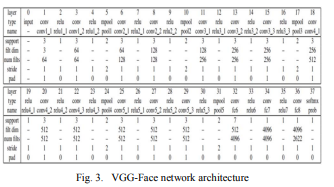 layer 0 1 2 3 4 5 6 7 8 9 10 11 12 13 14 15 16 17 18
type input conv relu conv relu mpool conv relu conv relu mpool conv relu conv relu conv relu mpool conv
name – conv1_1 relu1_1 conv1_2 relu1_2 pool1 conv2_1 relu2_1 conv2_2 relu2_2 pool2 conv3_1 relu3_1 conv3_2 relu3_2 conv3_3 relu3_3 pool3 conv4_1
support – 3 1 3 1 2 3 1 3 1 2 3 1 3 1 3 1 2 3
filt dim – 3 – 64 – – 64 – 128 – – 128 – 256 – 256 – – 256
num filts – 64 – 64 – – 128 – 128 – – 256 – 256 – 256 – – 512
stride – 1 1 1 1 2 1 1 1 1 2 1 1 1 1 1 1 2 1
pad – 1 0 1 0 0 1 0 1 0 0 1 0 1 0 1 0 0 1
layer 19 20 21 22 23 24 25 26 27 28 29 30 31 32 33 34 35 36 37
type relu conv relu conv relu mpool conv relu conv relu conv relu mpool conv relu conv relu conv softmx
name relu4_1 conv4_2 relu4_2 conv4_3 relu4_3 pool4 conv5_1 relu5_1 conv5_2 relu5_2 conv5_3 relu5_3 pool5 fc6 relu6 fc7 relu7 fc8 prob
support 1 3 1 3 1 2 3 1 3 1 3 1 2 7 1 1 1 1 1
filt dim – 512 – 512 – – 512 – 512 – 512 – – 512 – 4096 – 4096 –
num filts – 512 – 512 – – 512 – 512 – 512 – – 4096 – 4096 – 2622 –
stride 1 1 1 1 1 2 1 1 1 1 1 1 2 1 1 1 1 1 1
pad 0 1 0 1 0 0 1 0 1 0 1 0 0 0 0 0 0 0 0
Fig. 3. VGG-Face network architecture